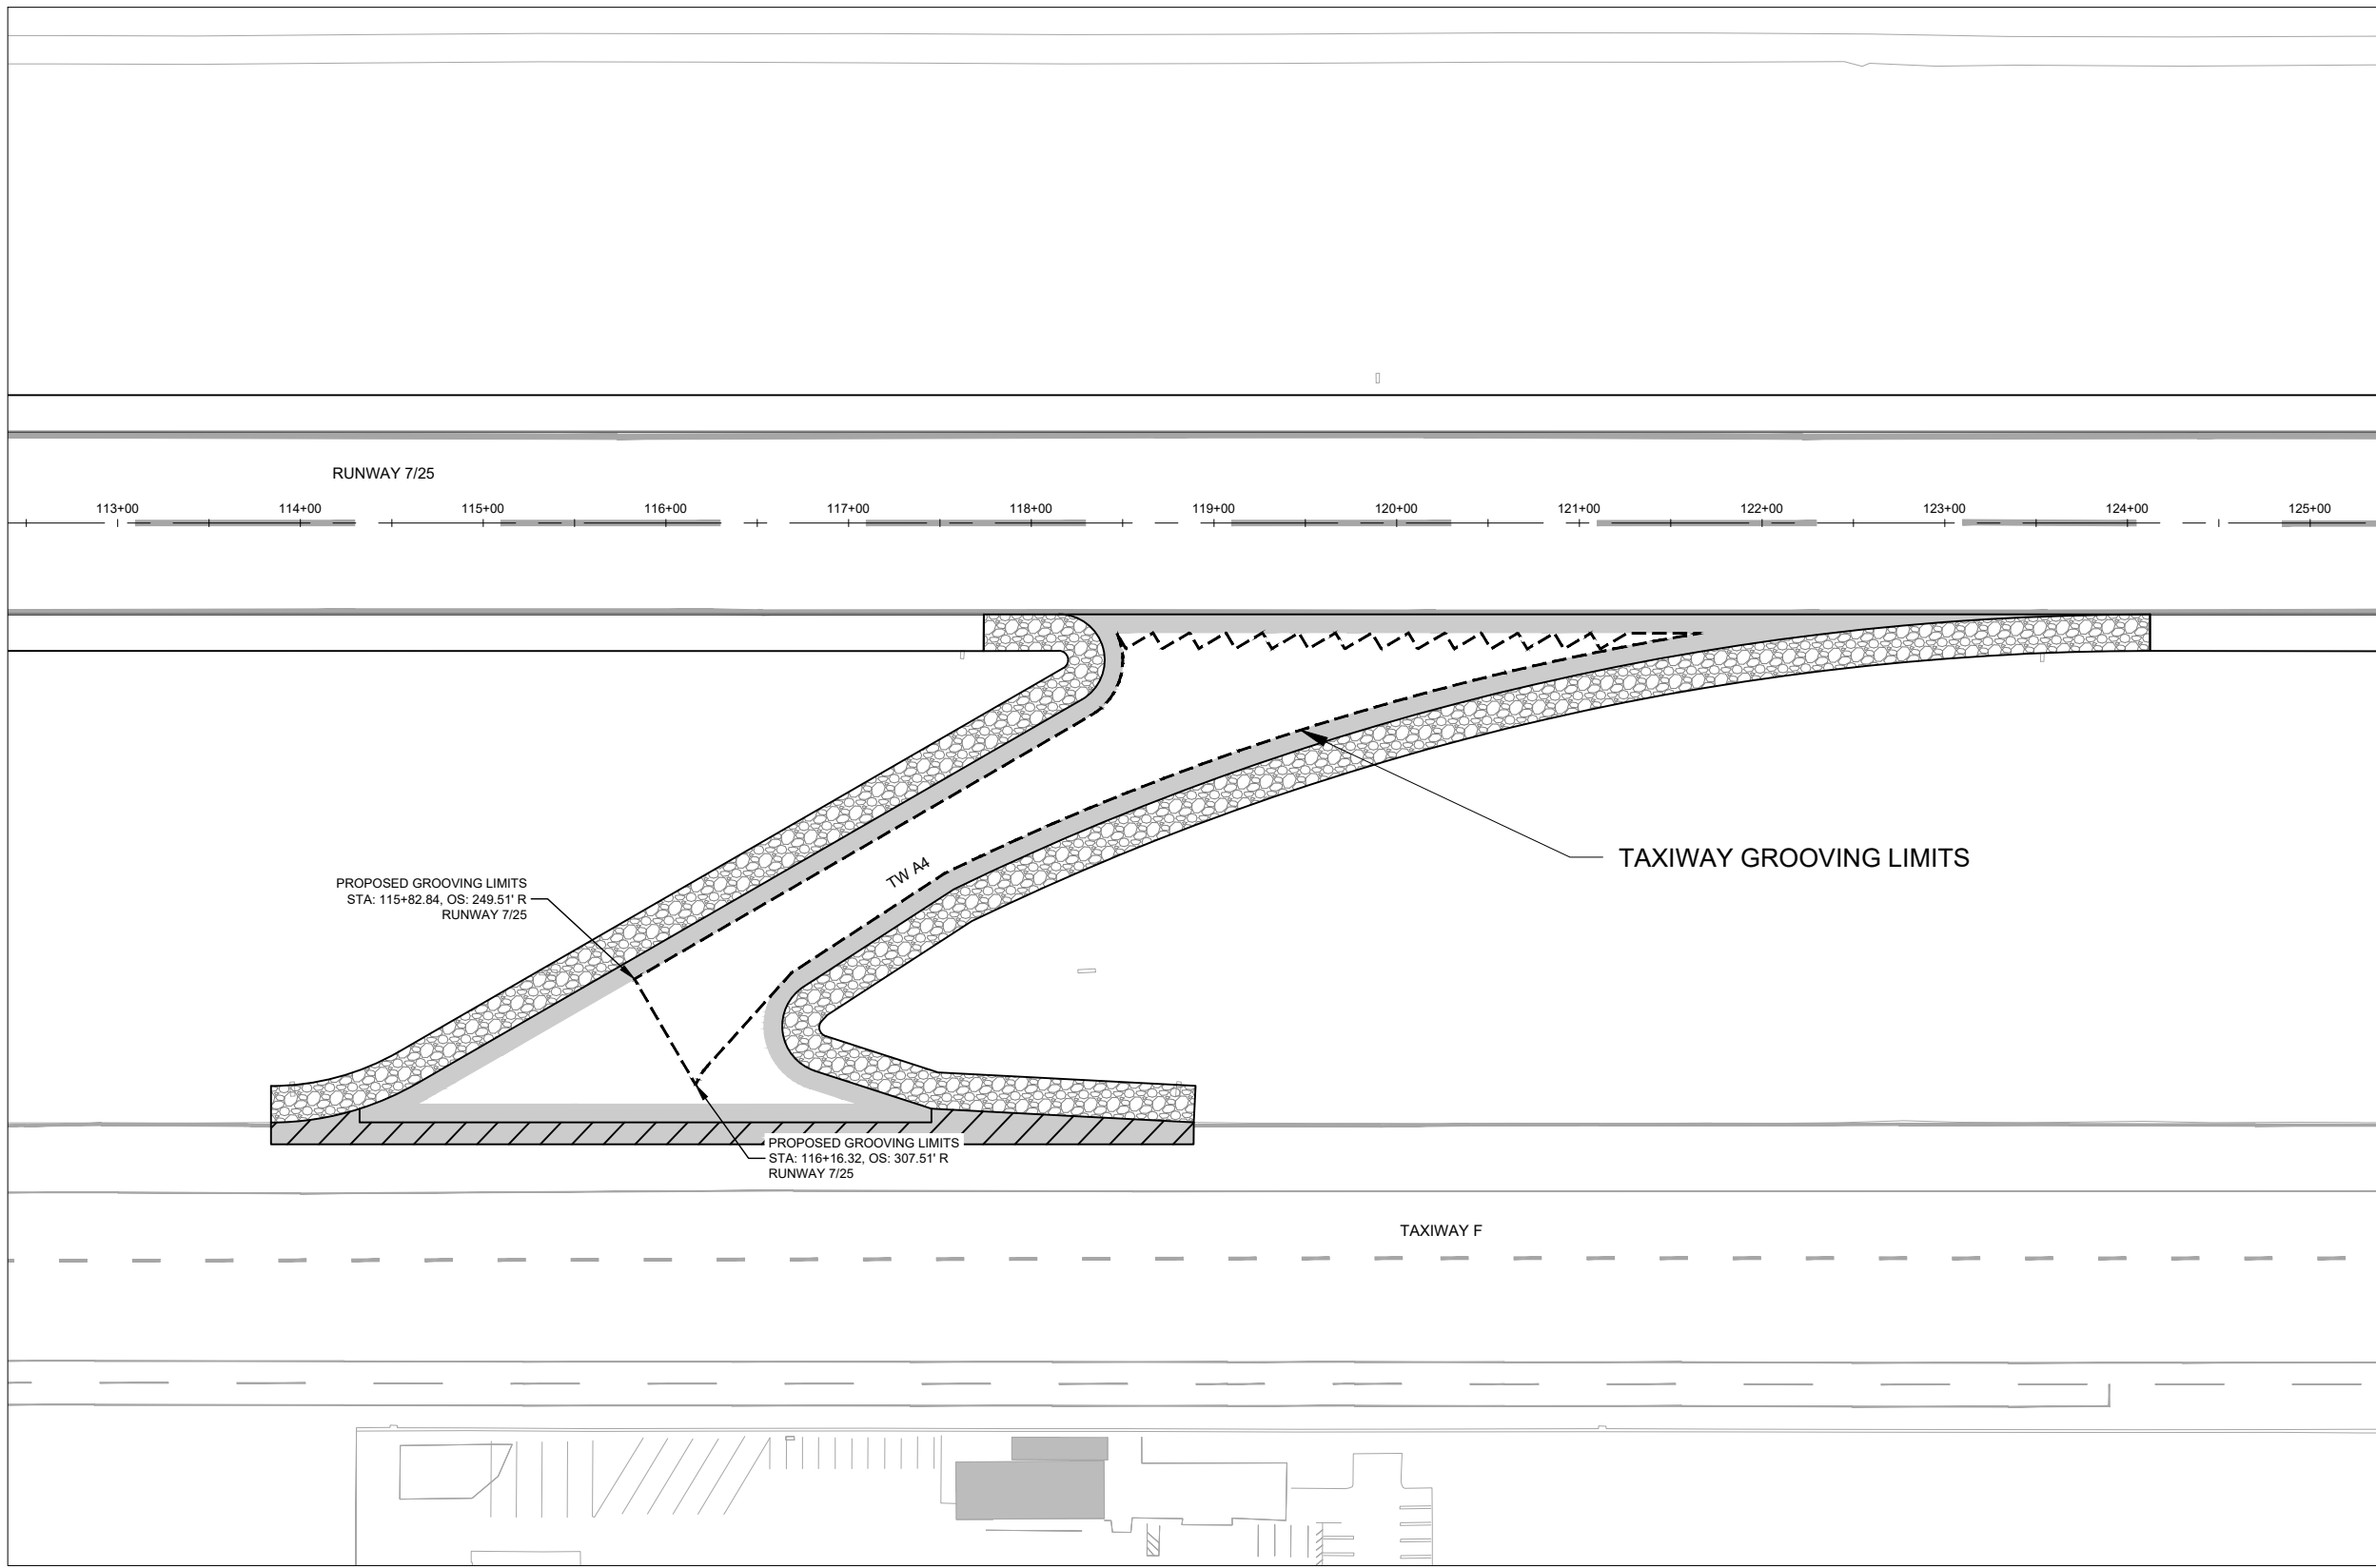 RUNWAY 7/25
113+00
114+00
115+00
116+00
117+00
118+00
119+00
120+00
121+00
122+00
123+00
124+00
125+00
TAXIWAY GROOVING LIMITS
TW A4
PROPOSED GROOVING LIMITS
STA: 115+82.84, OS: 249.51' R
RUNWAY 7/25
PROPOSED GROOVING LIMITS
STA: 116+16.32, OS: 307.51' R
RUNWAY 7/25
TAXIWAY F